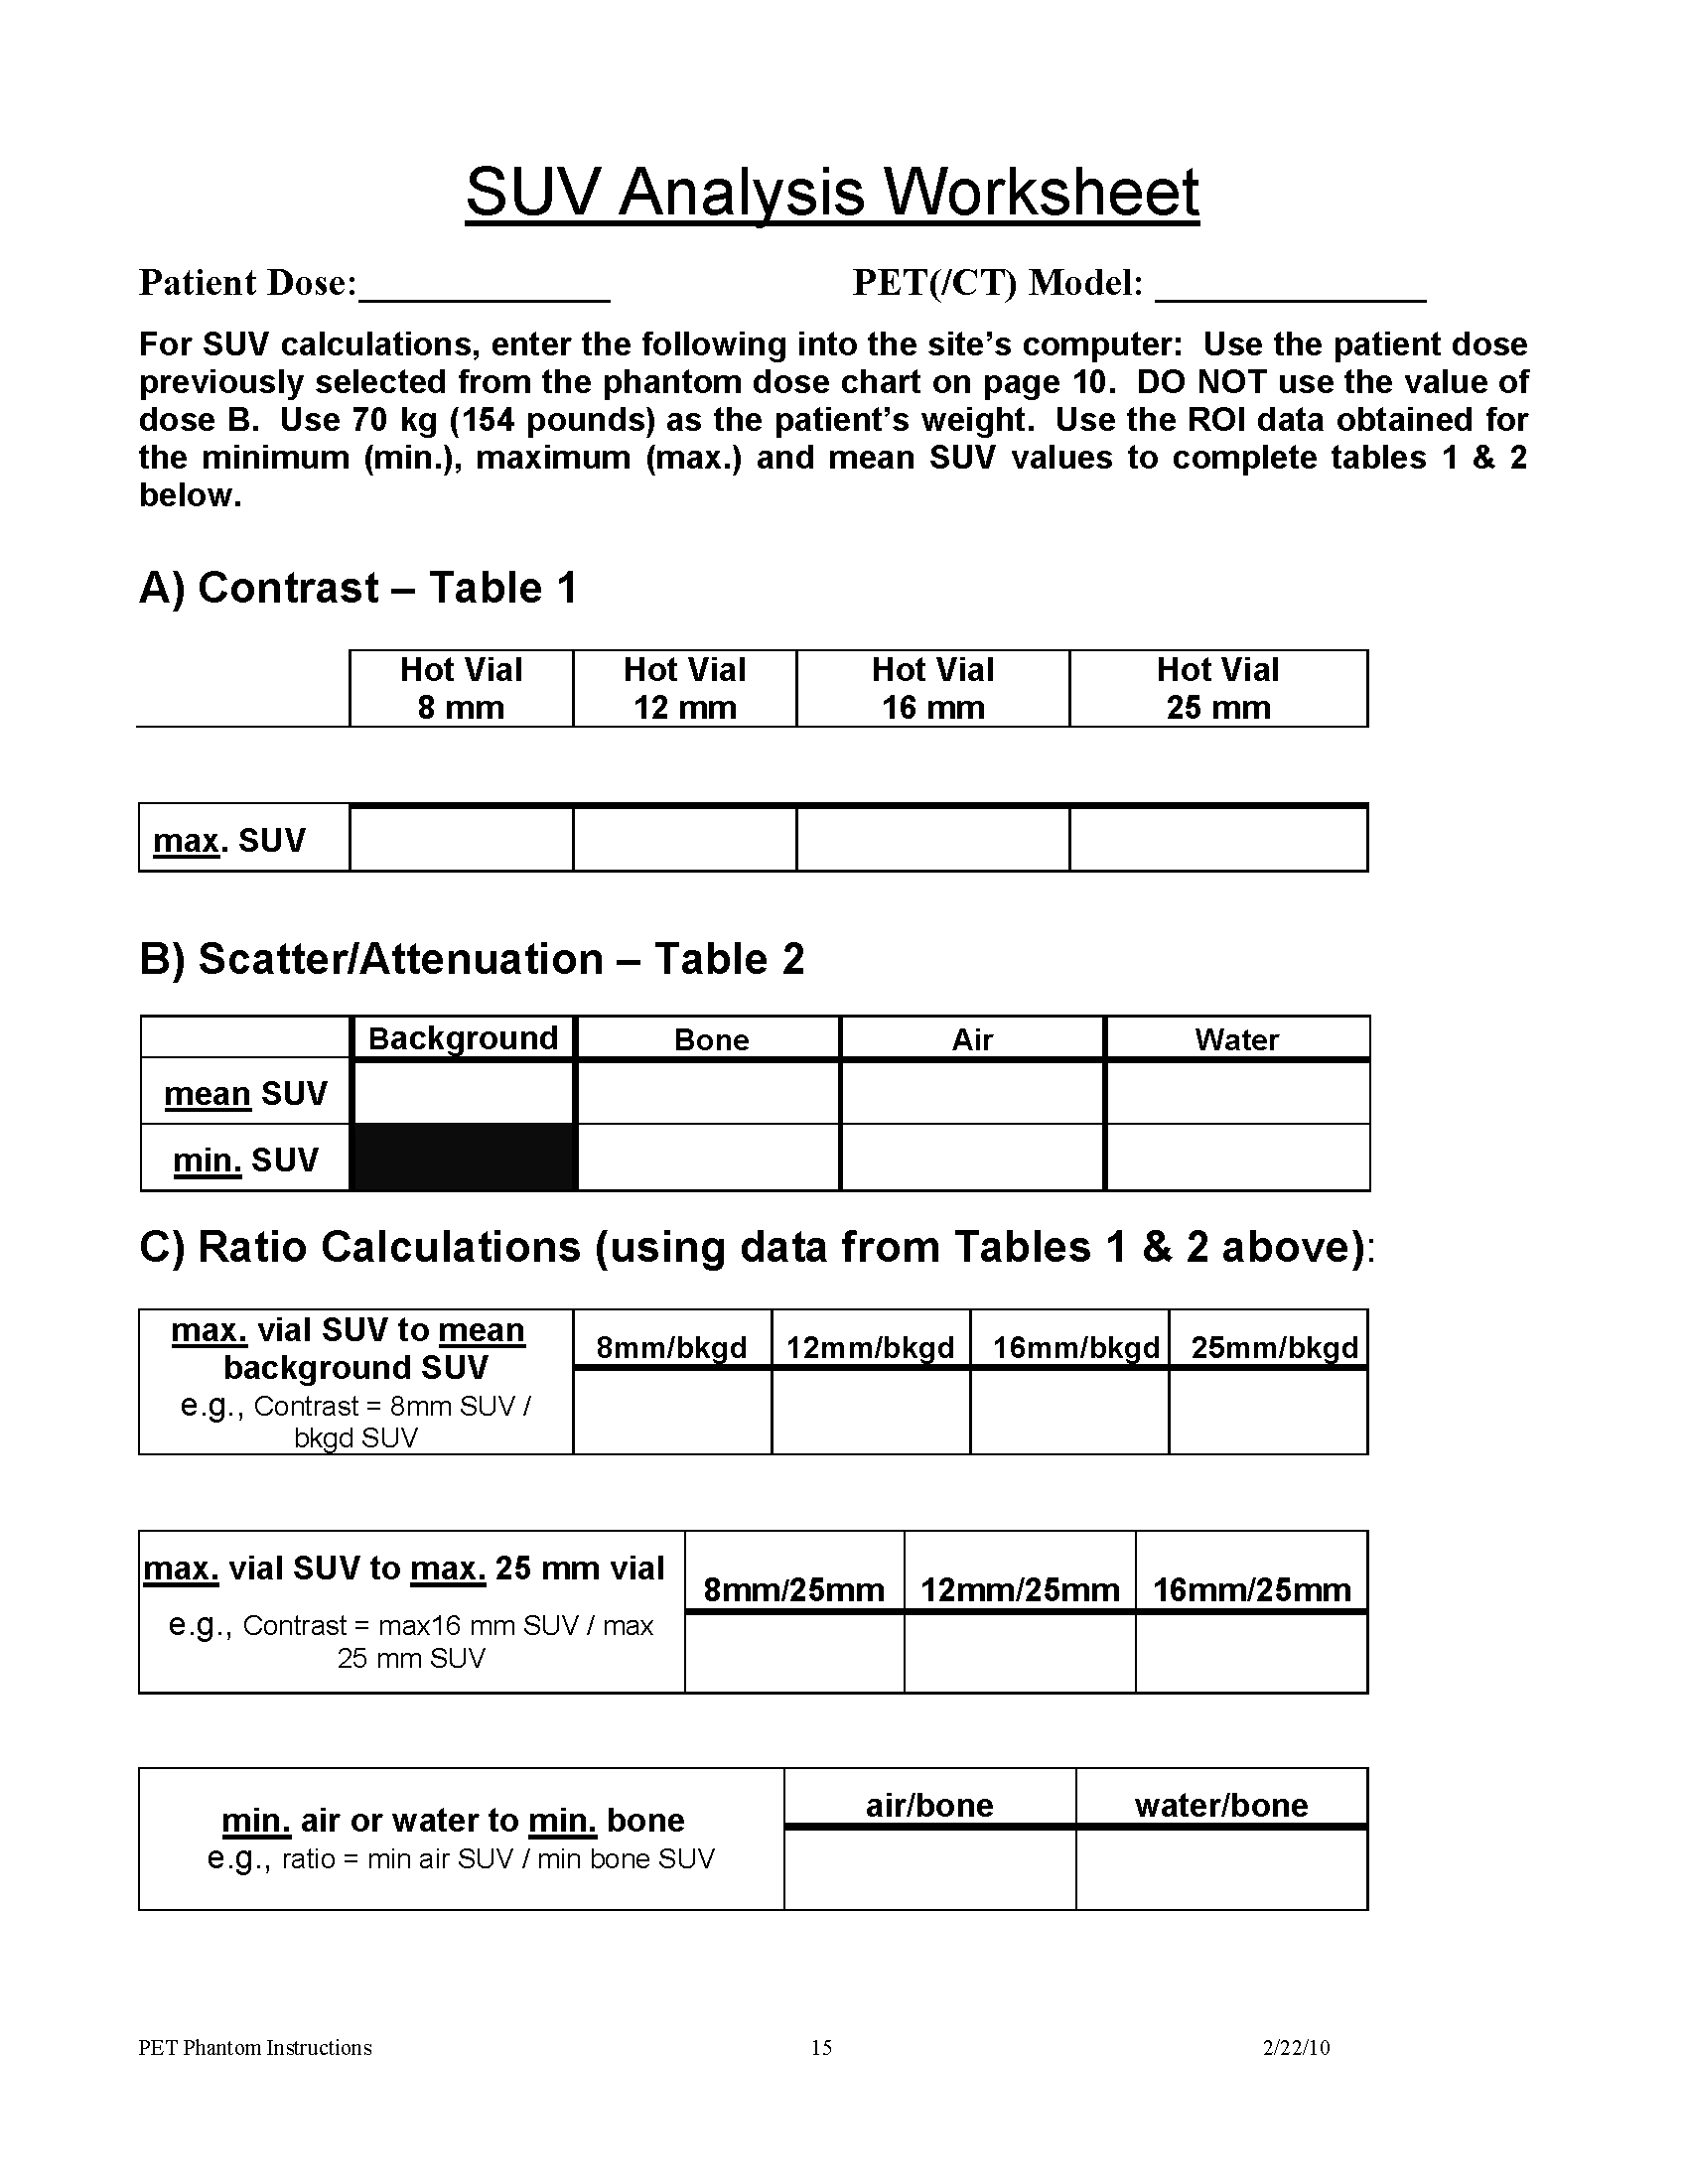 SUV Analysis Worksheet
Patient Dose:____________ PET(/CT) Model: _____________
For SUV calculations, enter the following into the site’s computer: Use the patient dose
previously selected from the phantom dose chart on page 10. DO NOT use the value of
dose B. Use 70 kg (154 pounds) as the patient’s weight. Use the ROI data obtained for
the minimum (min.), maximum (max.) and mean SUV values to complete tables 1 & 2
below.
A) Contrast – Table 1
Hot Vial Hot Vial Hot Vial Hot Vial
8 mm 12 mm 16 mm 25 mm
max. SUV
B) Scatter/Attenuation – Table 2
Background Bone Air Water
mean SUV
min. SUV
C) Ratio Calculations (using data from Tables 1 & 2 above):
max. vial SUV to mean
background SUV
e.g., Contrast = 8mm SUV /
bkgd SUV
8mm/bkgd 12mm/bkgd 16mm/bkgd 25mm/bkgd
max. vial SUV to max. 25 mm vial
e.g., Contrast = max16 mm SUV / max
25 mm SUV
8mm/25mm 12mm/25mm 16mm/25mm
min. air or water to min. bone
e.g., ratio = min air SUV / min bone SUV
air/bone water/bone
PET Phantom Instructions 15 2/22/10